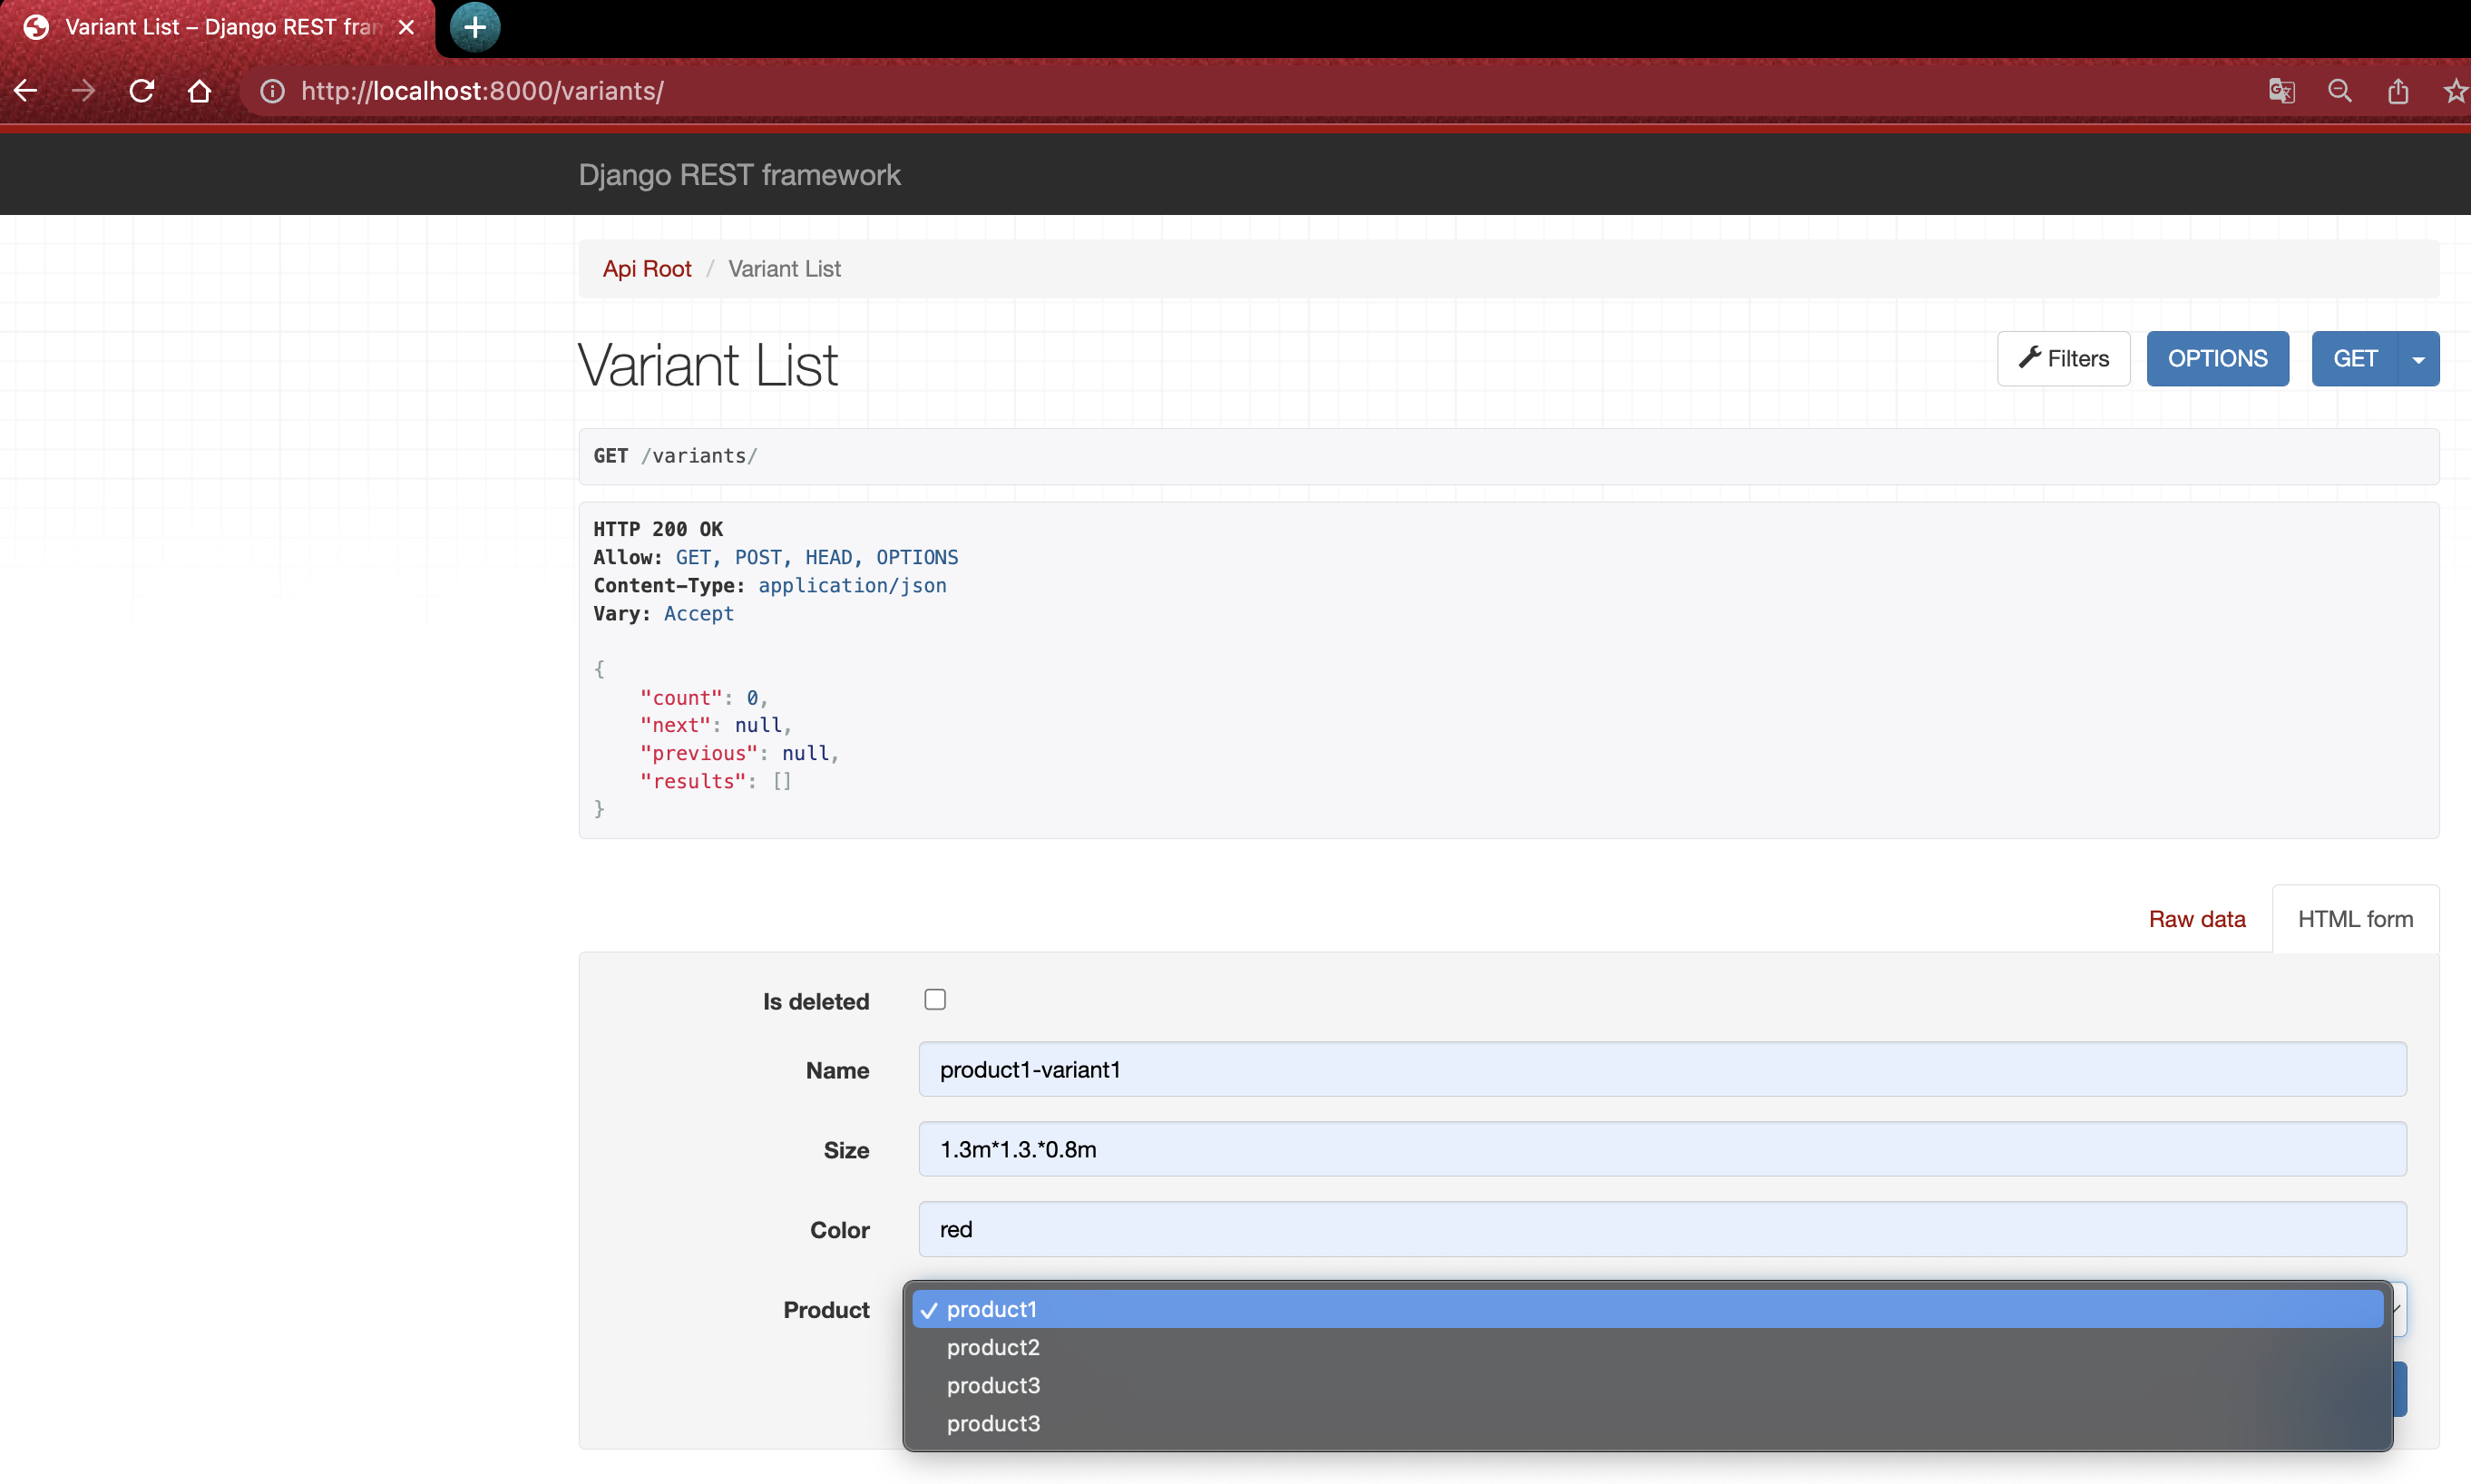 Variant List – Django REST fram
http://localhost:8000/variants/
Django REST framework
Api Root / Variant List
Variant List
Filters
OPTIONS
GET
GET /variants/
HTTP 200 OK
Allow: GET, POST, HEAD, OPTIONS
Content-Type: application/json
Vary: Accept
{
"count": 0,
"next": null,
"previous": null,
"results": []
}
Raw data
HTML form
Is deleted
Name
product1-variant1
Size
1.3m*1.3.*0.8m
Color
red
Product
✓ product1
product2
product3
product3